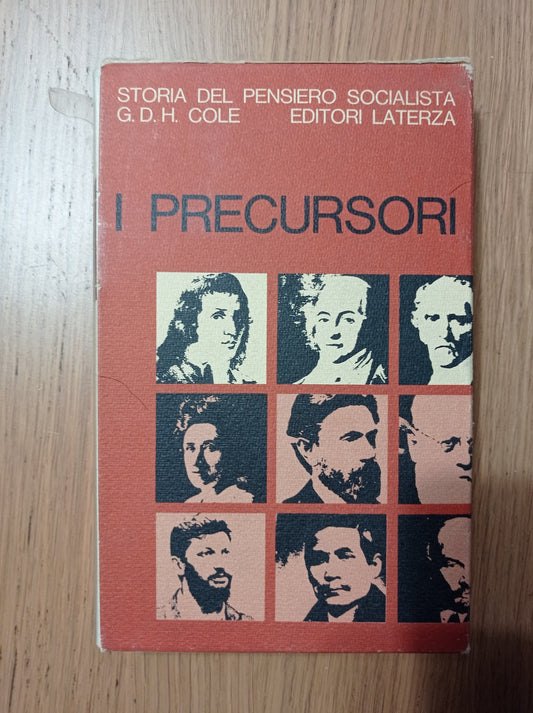 STORIA DEL PENSIERO SOCIALISTA
G. D. H. COLE EDITORI LATERZA
I PRECURSORI